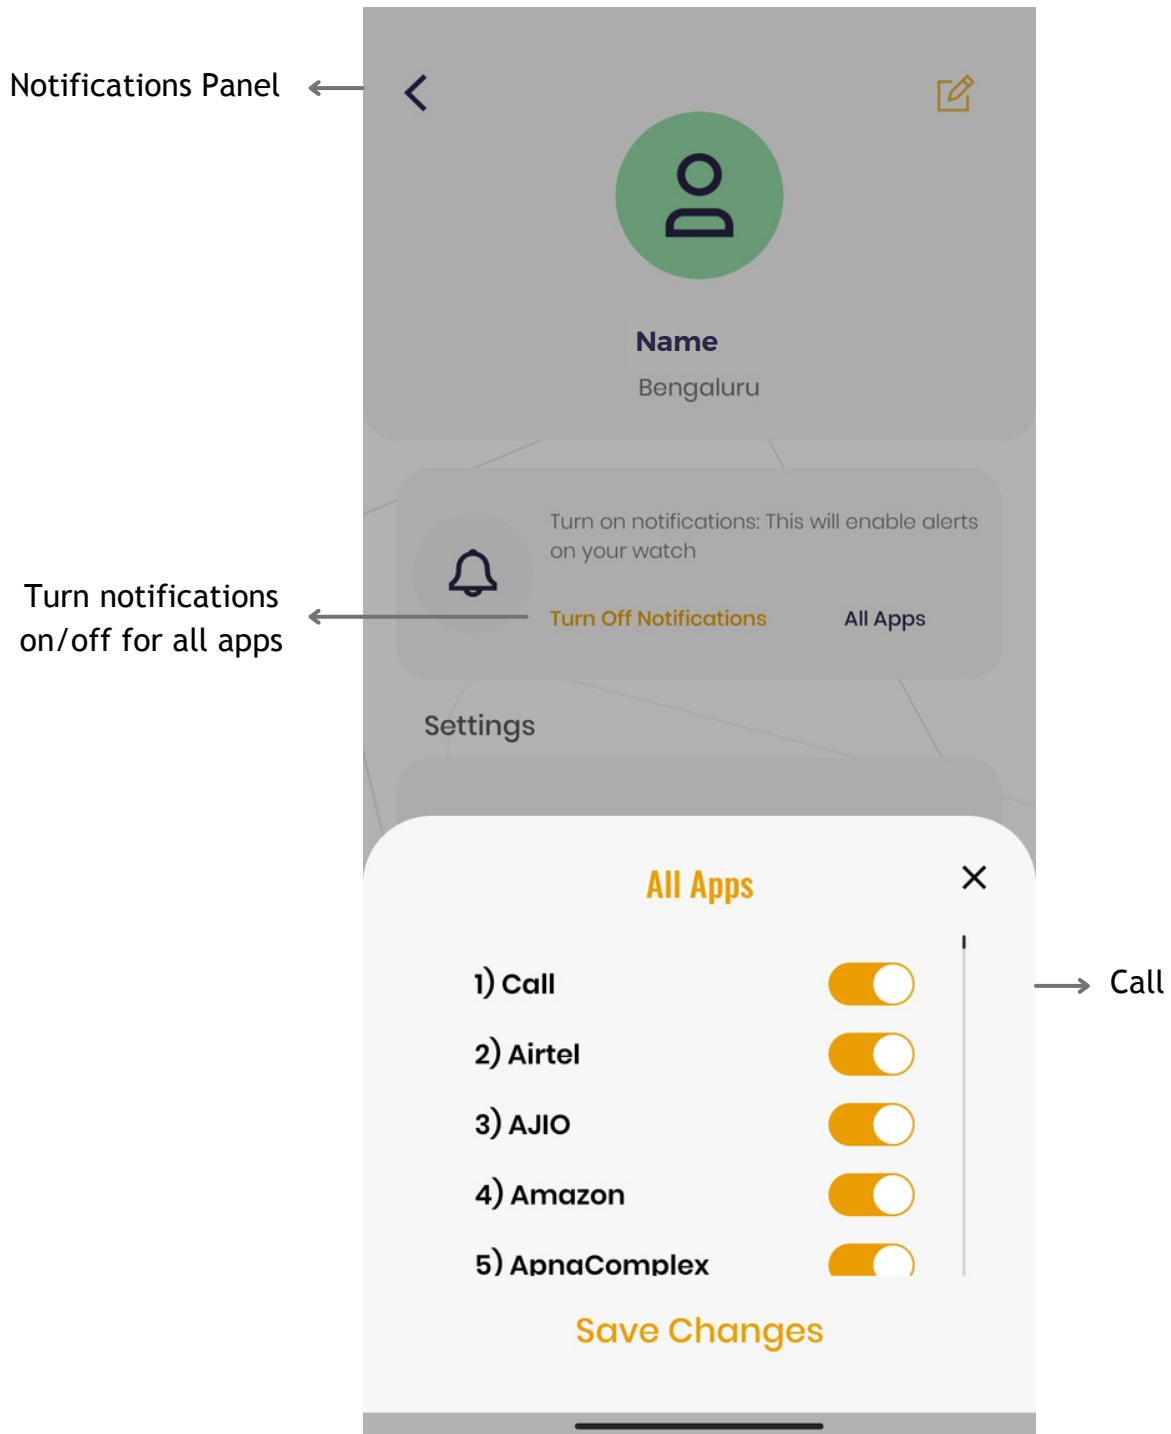 Notifications Panel
Name
Bengaluru
Turn on notifications: This will enable alerts
on your watch
Turn notifications
on/off for all apps
Turn Off Notifications
All Apps
Settings
All Apps
1) Call
Call
2) Airtel
3) AJIO
4) Amazon
5) ApnaComplex
Save Changes